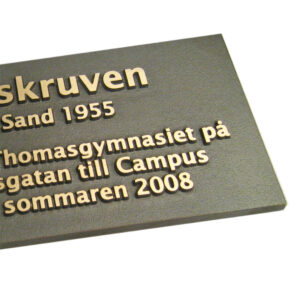 skruven
Sand 1955
Thomasgymnasiet på
sgatan till Campus
sommaren 2008